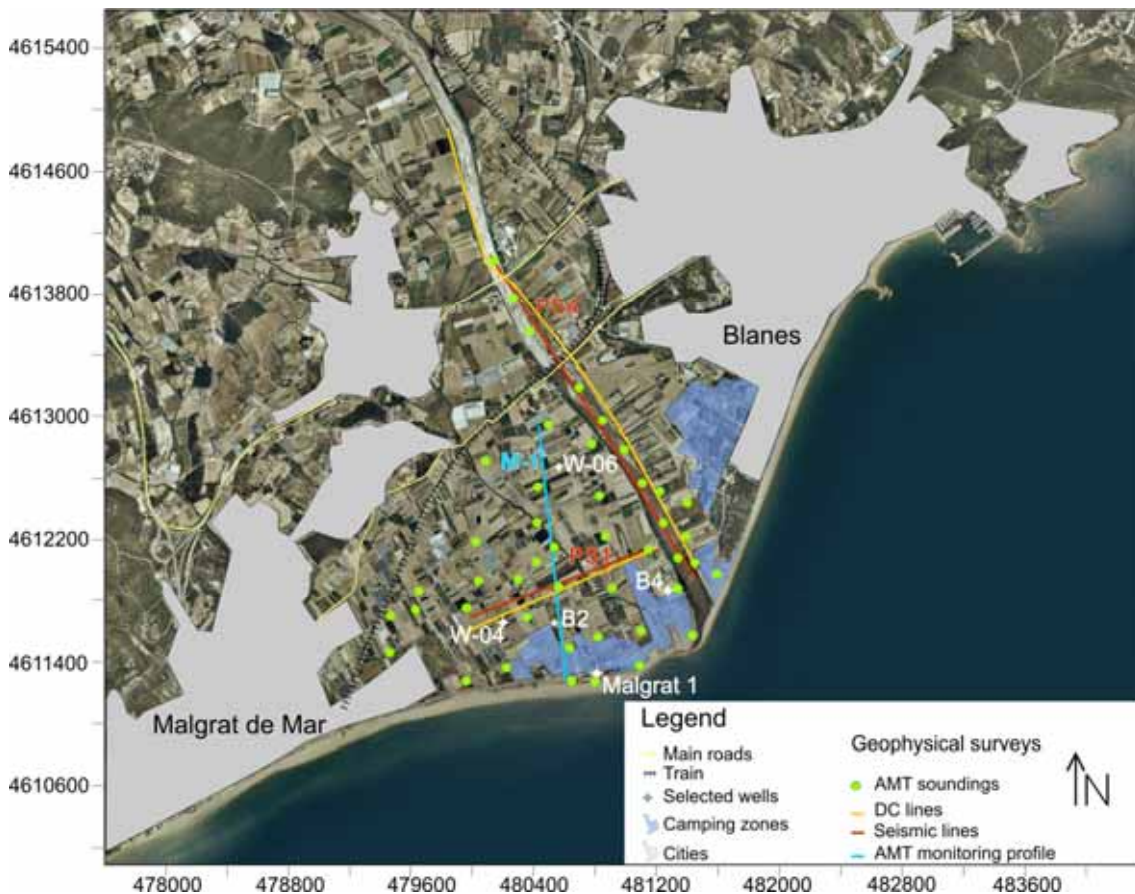 4615400
4614600
4613800
4613000
4612200
4611400
4610600
Blanes
W-06
B4
B2
W-04
Malgrat 1
Malgrat de Mar
PS1
M-1
Legend
Main roads
Train
Selected wells
Camping zones
Cities
Geophysical surveys
AMT soundings
DC lines
Seismic lines
AMT monitoring profile
N
478000 478800 479600 480400 481200 482000 482800 483600